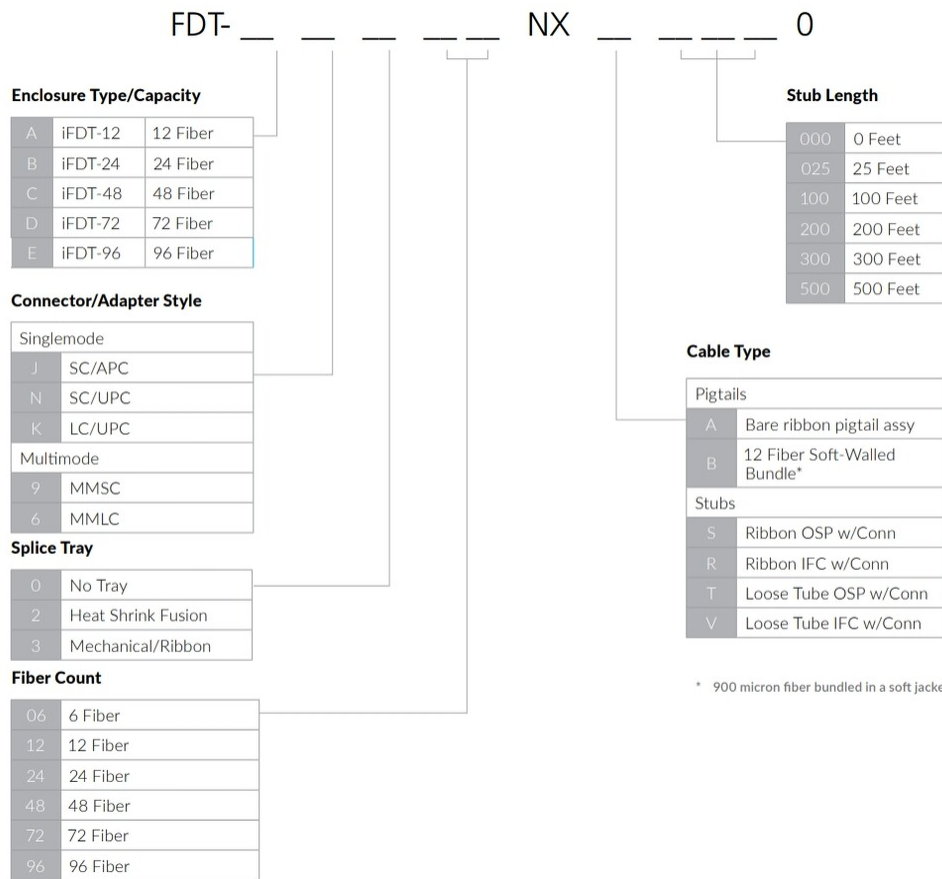 FDT- __ __ __ __ __ NX __ __ __ __ 0
Enclosure Type/Capacity
A iFDT-12 12 Fiber
B iFDT-24 24 Fiber
C iFDT-48 48 Fiber
D iFDT-72 72 Fiber
E iFDT-96 96 Fiber
Connector/Adapter Style
Singlemode
J SC/APC
N SC/UPC
K LC/UPC
Multimode
9 MMSC
6 MMLC
Splice Tray
0 No Tray
2 Heat Shrink Fusion
3 Mechanical/Ribbon
Fiber Count
06 6 Fiber
12 12 Fiber
24 24 Fiber
48 48 Fiber
72 72 Fiber
96 96 Fiber
Stub Length
000 0 Feet
025 25 Feet
100 100 Feet
200 200 Feet
300 300 Feet
500 500 Feet
Cable Type
Pigtails
A Bare ribbon pigtail assy
B 12 Fiber Soft-Walled
Bundle*
Stubs
S Ribbon OSP w/Conn
R Ribbon IFC w/Conn
T Loose Tube OSP w/Conn
V Loose Tube IFC w/Conn
* 900 micron fiber bundled in a soft